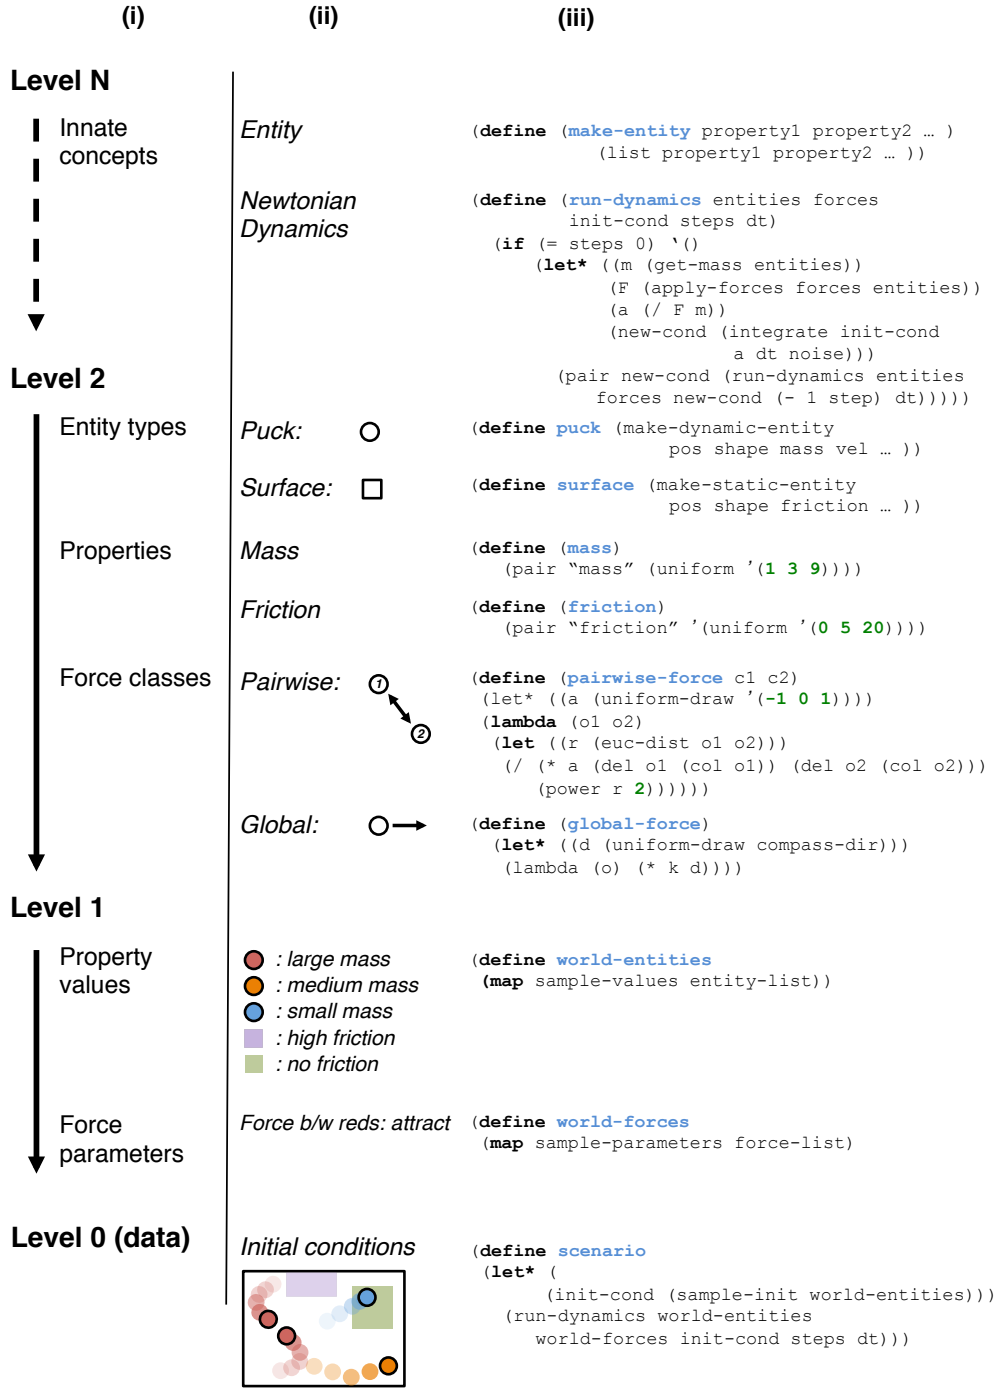 (i) (ii) (iii)
Level N
Innate concepts
Entity
(define (make-entity property1 property2 … )
(list property1 property2 … ))
Newtonian Dynamics
(define (run-dynamics entities forces
init-cond steps dt)
(if (= steps 0) ‘()
(let* ((m (get-mass entities))
(F (apply-forces forces entities))
(a (/ F m))
(new-cond (integrate init-cond
a dt noise)))
(pair new-cond (run-dynamics entities
forces new-cond (- 1 step) dt)))))
Level 2
Entity types
Puck:
(define puck (make-dynamic-entity
pos shape mass vel … ))
Surface:
(define surface (make-static-entity
pos shape friction … ))
Properties
Mass
(define (mass)
(pair “mass” (uniform ’(1 3 9))))
Friction
(define (friction)
(pair “friction” ’(uniform ’(0 5 20))))
Force classes
Pairwise:
1
2
(define (pairwise-force c1 c2)
(let* ((a (uniform-draw ’(-1 0 1))))
(lambda (o1 o2)
(let ((r (euc-dist o1 o2)))
(/ (* a (del o1 (col o1)) (del o2 (col o2)))
(power r 2))))))
Global:
(define (global-force)
(let* ((d (uniform-draw compass-dir)))
(lambda (o) (* k d))))
Level 1
Property values
: large mass
: medium mass
: small mass
: high friction
: no friction
(define world-entities
(map sample-values entity-list))
Force parameters
Force b/w reds: attract
(define world-forces
(map sample-parameters force-list)
Level 0 (data)
Initial conditions
(define scenario
(let* (
(init-cond (sample-init world-entities)))
(run-dynamics world-entities
world-forces init-cond steps dt)))